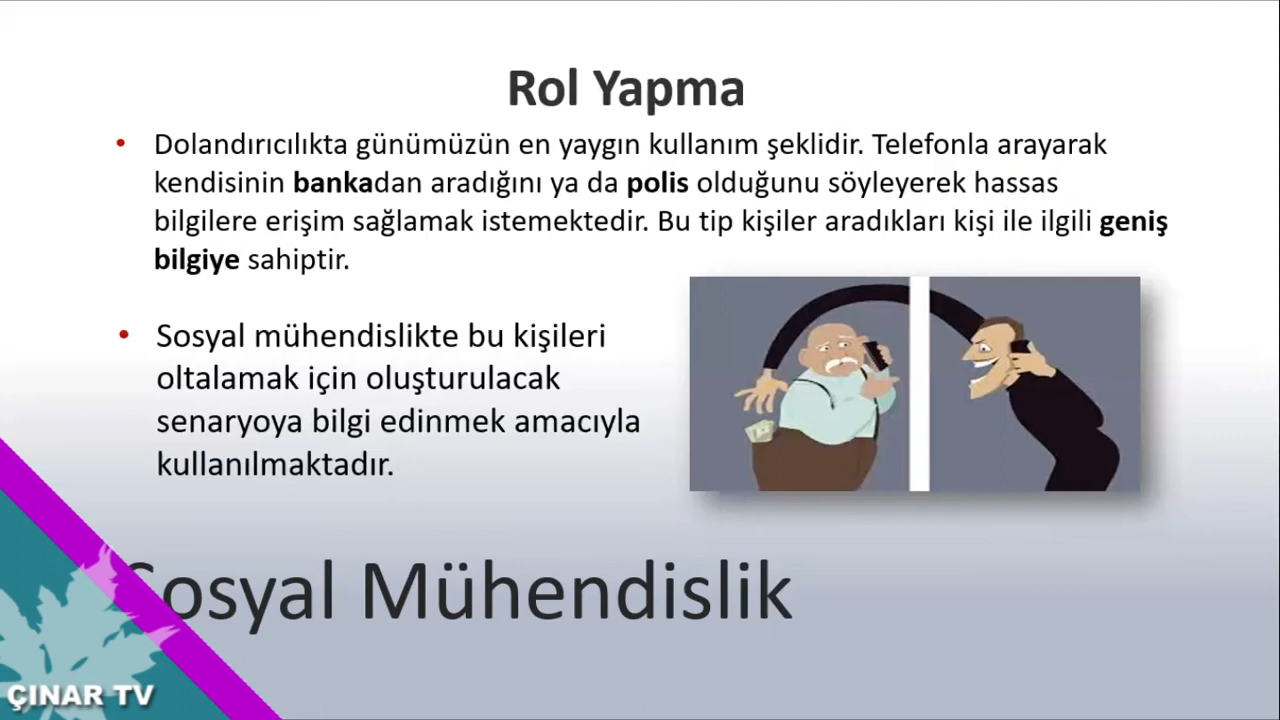 Rol Yapma
• Dolandırıcılıkta günümüzün en yaygın kullanım şeklidir. Telefonla arayarak
kendisinin bankadan aradığını ya da polis olduğunu söyleyerek hassas
bilgilere erişim sağlamak istemektedir. Bu tip kişiler aradıkları kişi ile ilgili geniş
bilgiye sahiptir.
• Sosyal mühendislikte bu kişileri
oltalamak için oluşturulacak
senaryoya bilgi edinmek amacıyla
kullanılmaktadır.
Sosyal Mühendislik
ÇINAR TV